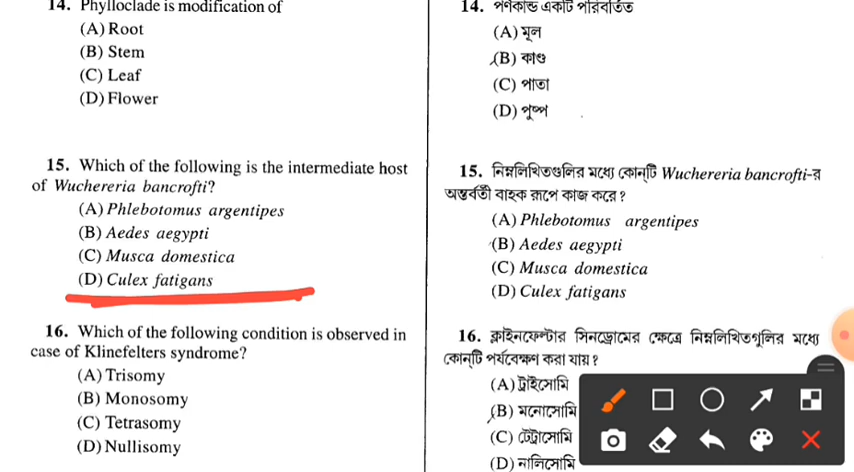 14. Phylloclade is modification of
(A) Root
(B) Stem
(C) Leaf
(D) Flower
15. Which of the following is the intermediate host
of Wuchereria bancrofti?
(A) Phlebotomus argentipes
(B) Aedes aegypti
(C) Musca domestica
(D) Culex fatigans
16. Which of the following condition is observed in
case of Klinefelters syndrome?
(A) Trisomy
(B) Monosomy
(C) Tetrasomy
(D) Nullisomy
14. পর্ণকাণ্ড একটি পরিবর্তিত
(A) মূল
(B) কাণ্ড
(C) পাতা
(D) পুষ্প
15. নিম্নলিখিতগুলির মধ্যে কোন্‌টি Wuchereria bancrofti-র
অন্তর্বর্তী বাহক রূপে কাজ করে?
(A) Phlebotomus argentipes
(B) Aedes aegypti
(C) Musca domestica
(D) Culex fatigans
16. ক্লাইনফেল্টার সিনড্রোমের ক্ষেত্রে নিম্নলিখিতগুলির মধ্যে
কোন্‌টি পর্যবেক্ষণ করা যায়?
(A) ট্রাইসোমি
(B) মনোসোমি
(C) টেট্রাসোমি
(D) নালিসোমি